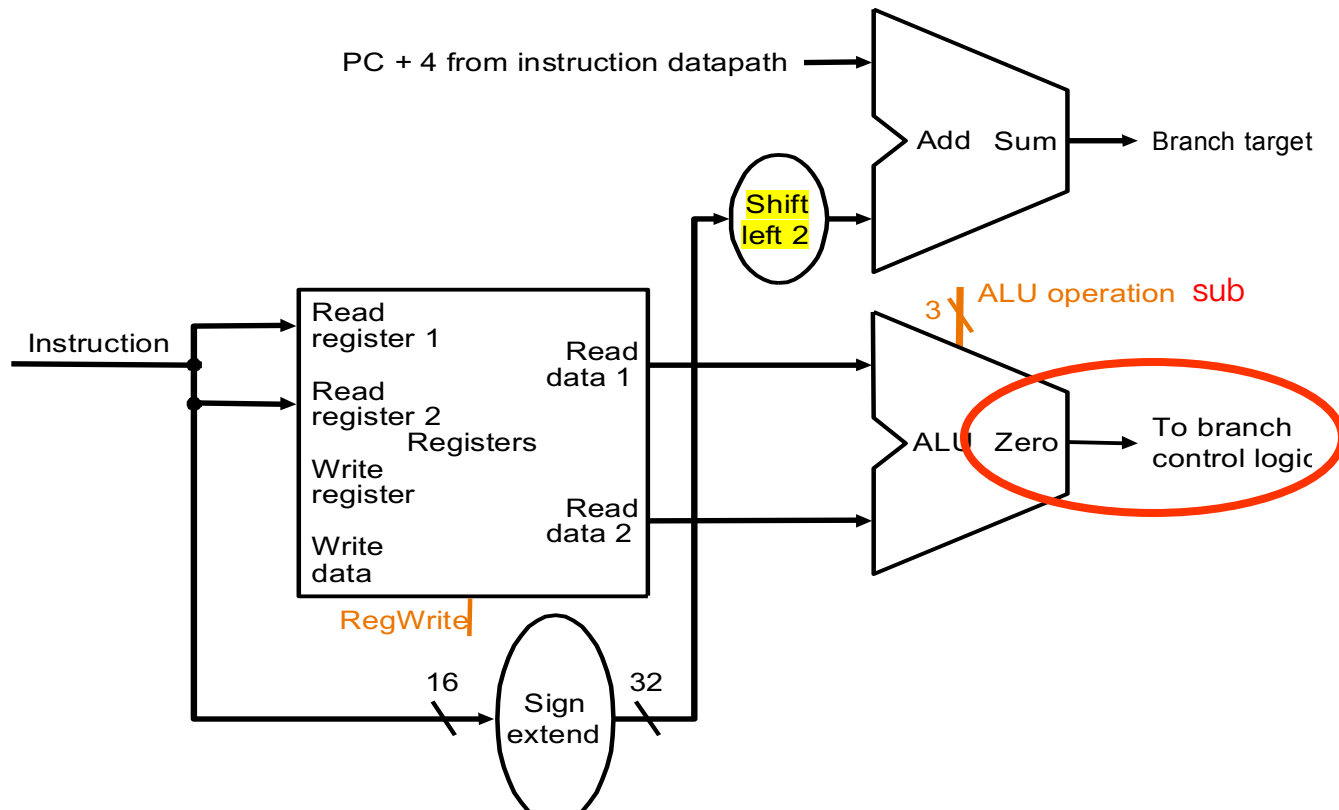 PC + 4 from instruction datapath
Add Sum
Branch target
Shift
left 2
3
ALU operation sub
Instruction
Read
register 1
Read
data 1
Read
register 2
Registers
ALU Zero
To branch
control logic
Write
register
Read
data 2
Write
data
RegWrite
16
32
Sign
extend